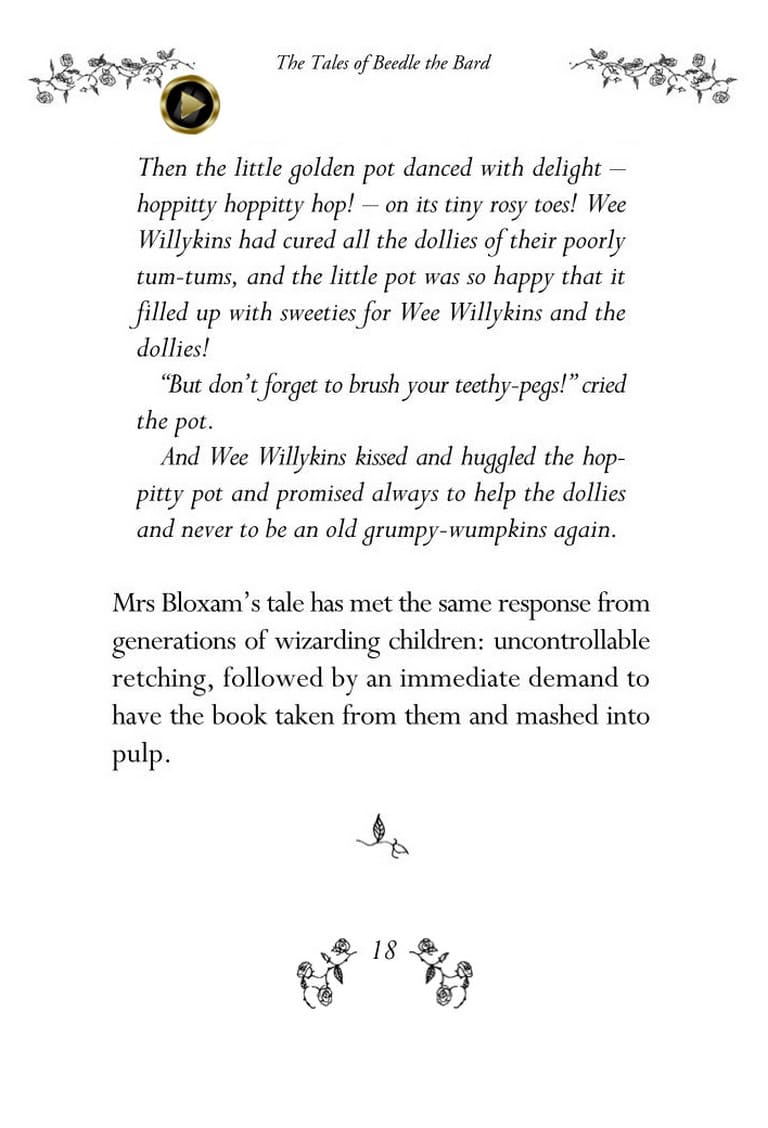 The Tales of Beedle the Bard
Then the little golden pot danced with delight –
hoppitty hoppitty hop! – on its tiny rosy toes! Wee
Willykins had cured all the dollies of their poorly
tum-tums, and the little pot was so happy that it
filled up with sweeties for Wee Willykins and the
dollies!
“But don’t forget to brush your teethy-pegs!” cried
the pot.
And Wee Willykins kissed and huggled the hop-
pitty pot and promised always to help the dollies
and never to be an old grumpy-wumpkins again.
Mrs Bloxam’s tale has met the same response from
generations of wizarding children: uncontrollable
retching, followed by an immediate demand to
have the book taken from them and mashed into
pulp.
18